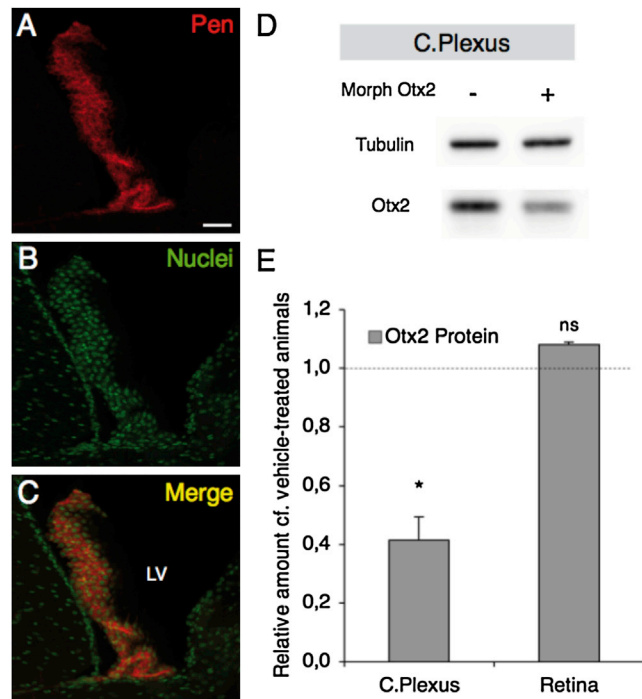 A
Pen
B
Nuclei
C
Merge
LV
D
C.Plexus
Morph Otx2 - +
Tubulin
Otx2
E
Relative amount cf. vehicle-treated animals
1,2
1,0
0,8
0,6
0,4
0,2
0,0
Otx2 Protein
*
ns
C.Plexus
Retina